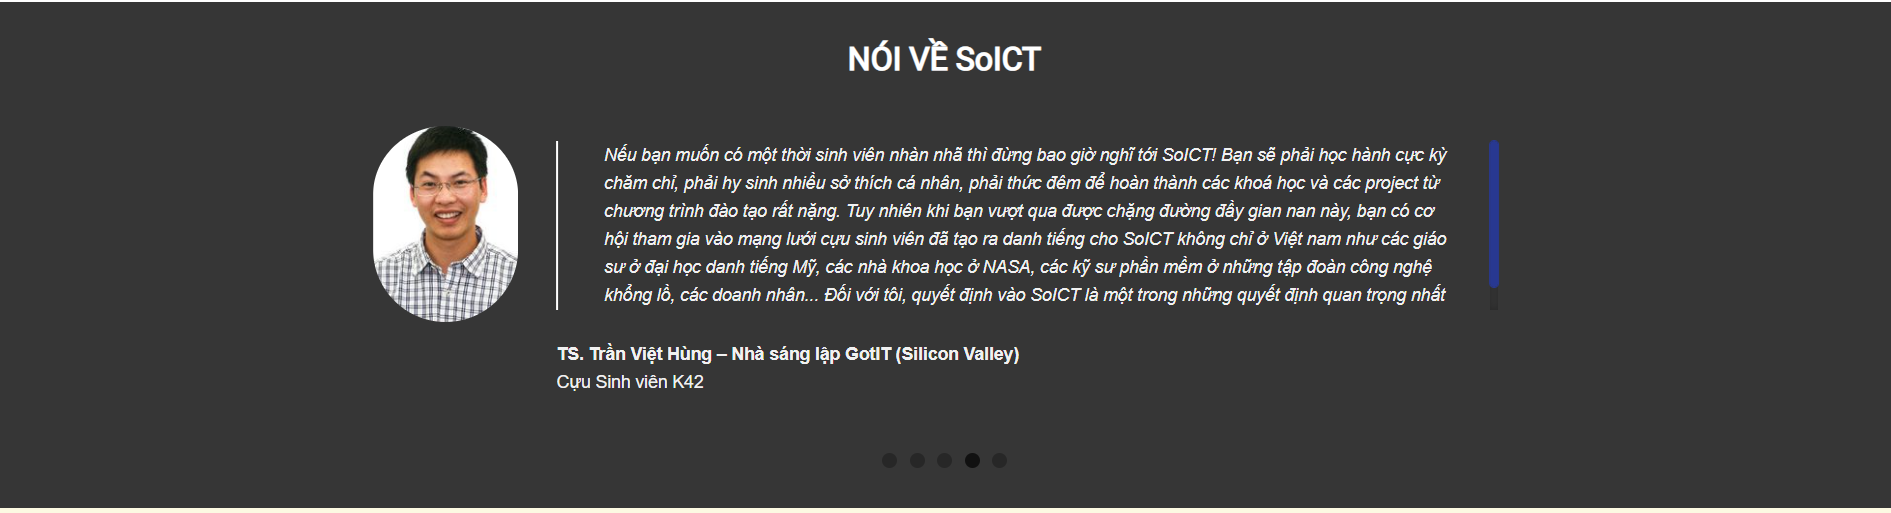 NÓI VỀ SoICT
Nếu bạn muốn có một thời sinh viên nhàn nhã thì đừng bao giờ nghĩ tới SoICT! Bạn sẽ phải học hành cực kỳ
chăm chỉ, phải hy sinh nhiều sở thích cá nhân, phải thức đêm để hoàn thành các khoá học và các project từ
chương trình đào tạo rất nặng. Tuy nhiên khi bạn vượt qua được chặng đường đầy gian nan này, bạn có cơ
hội tham gia vào mạng lưới cựu sinh viên đã tạo ra danh tiếng cho SoICT không chỉ ở Việt nam như các giáo
sư ở đại học danh tiếng Mỹ, các nhà khoa học ở NASA, các kỹ sư phần mềm ở những tập đoàn công nghệ
khổng lồ, các doanh nhân... Đối với tôi, quyết định vào SoICT là một trong những quyết định quan trọng nhất
TS. Trần Việt Hùng – Nhà sáng lập GotIT (Silicon Valley)
Cựu Sinh viên K42